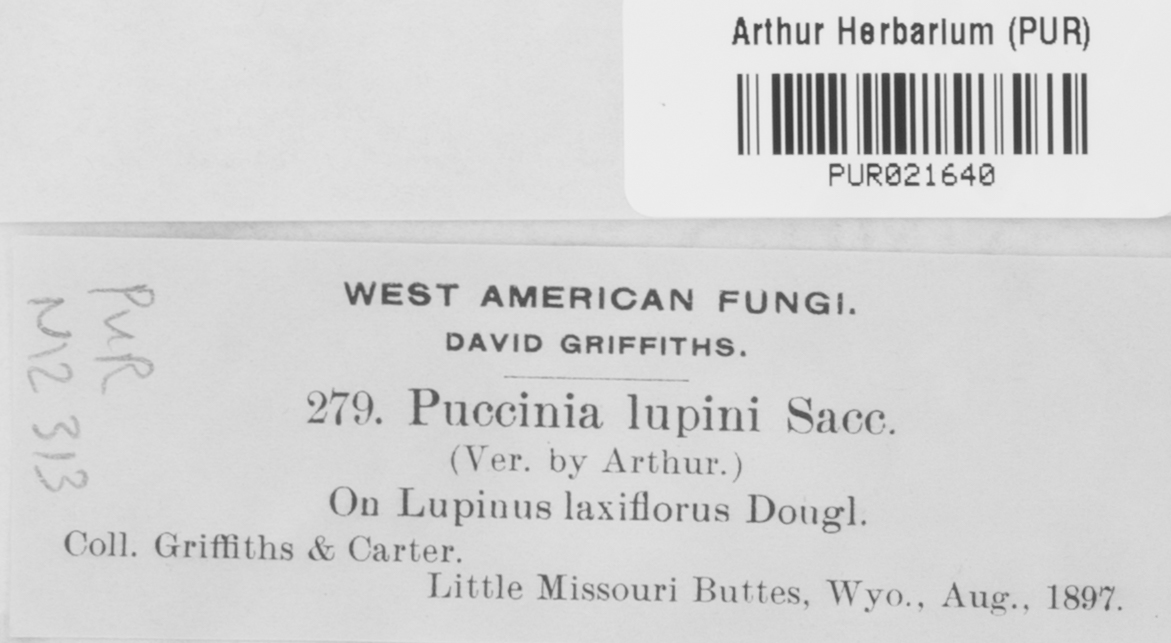 Arthur Herbarium (PUR)
PUR021640
WEST AMERICAN FUNGI.
DAVID GRIFFITHS.
279. Puccinia lupini Sacc.
(Ver. by Arthur.)
On Lupinus laxiflorus Dougl.
Coll. Griffiths & Carter.
Little Missouri Buttes, Wyo., Aug., 1897.
PUR
N12 313